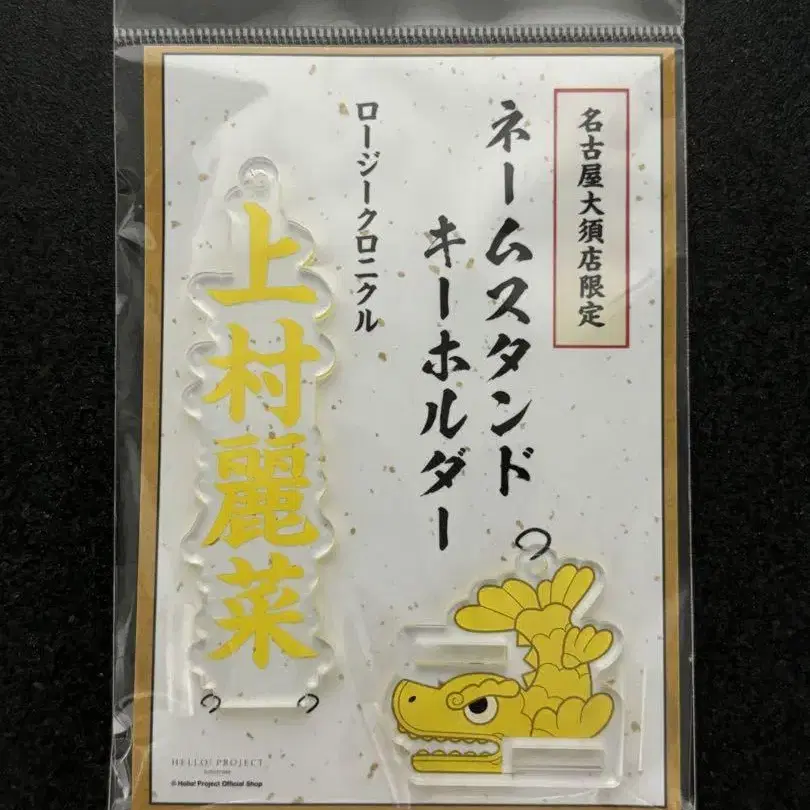 名古屋大須店限定
ネームスタンド
キーホルダー
ロージークロニクル
上村麗菜
HELLO! PROJECT
© Hello! Project Official Shop